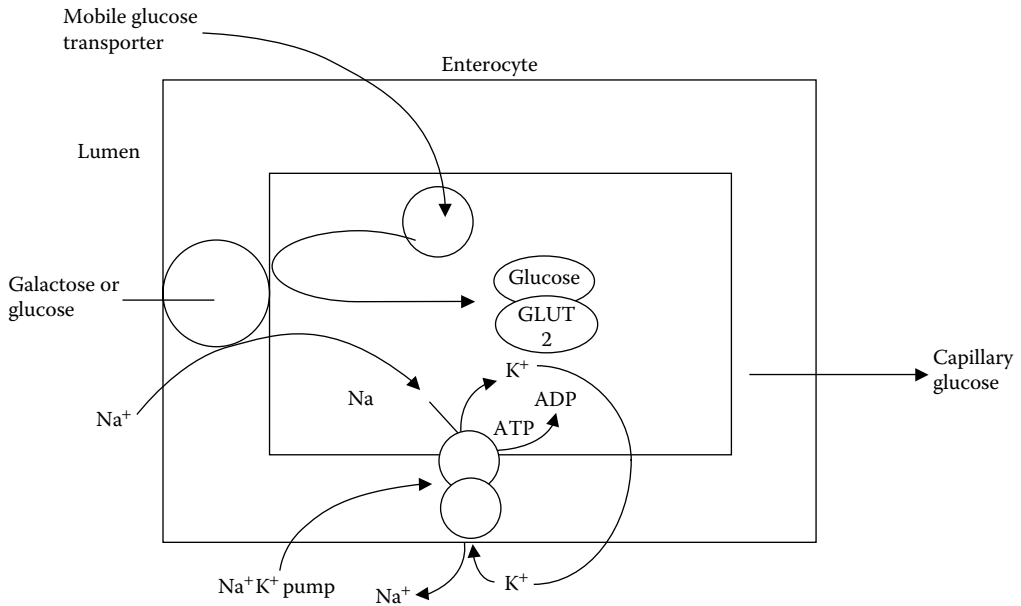 Mobile glucose
transporter
Enterocyte
Lumen
Galactose or
glucose
Glucose
GLUT
2
K⁺
Capillary
glucose
Na
ADP
ATP
Na⁺
Na⁺K⁺ pump
Na⁺
K⁺